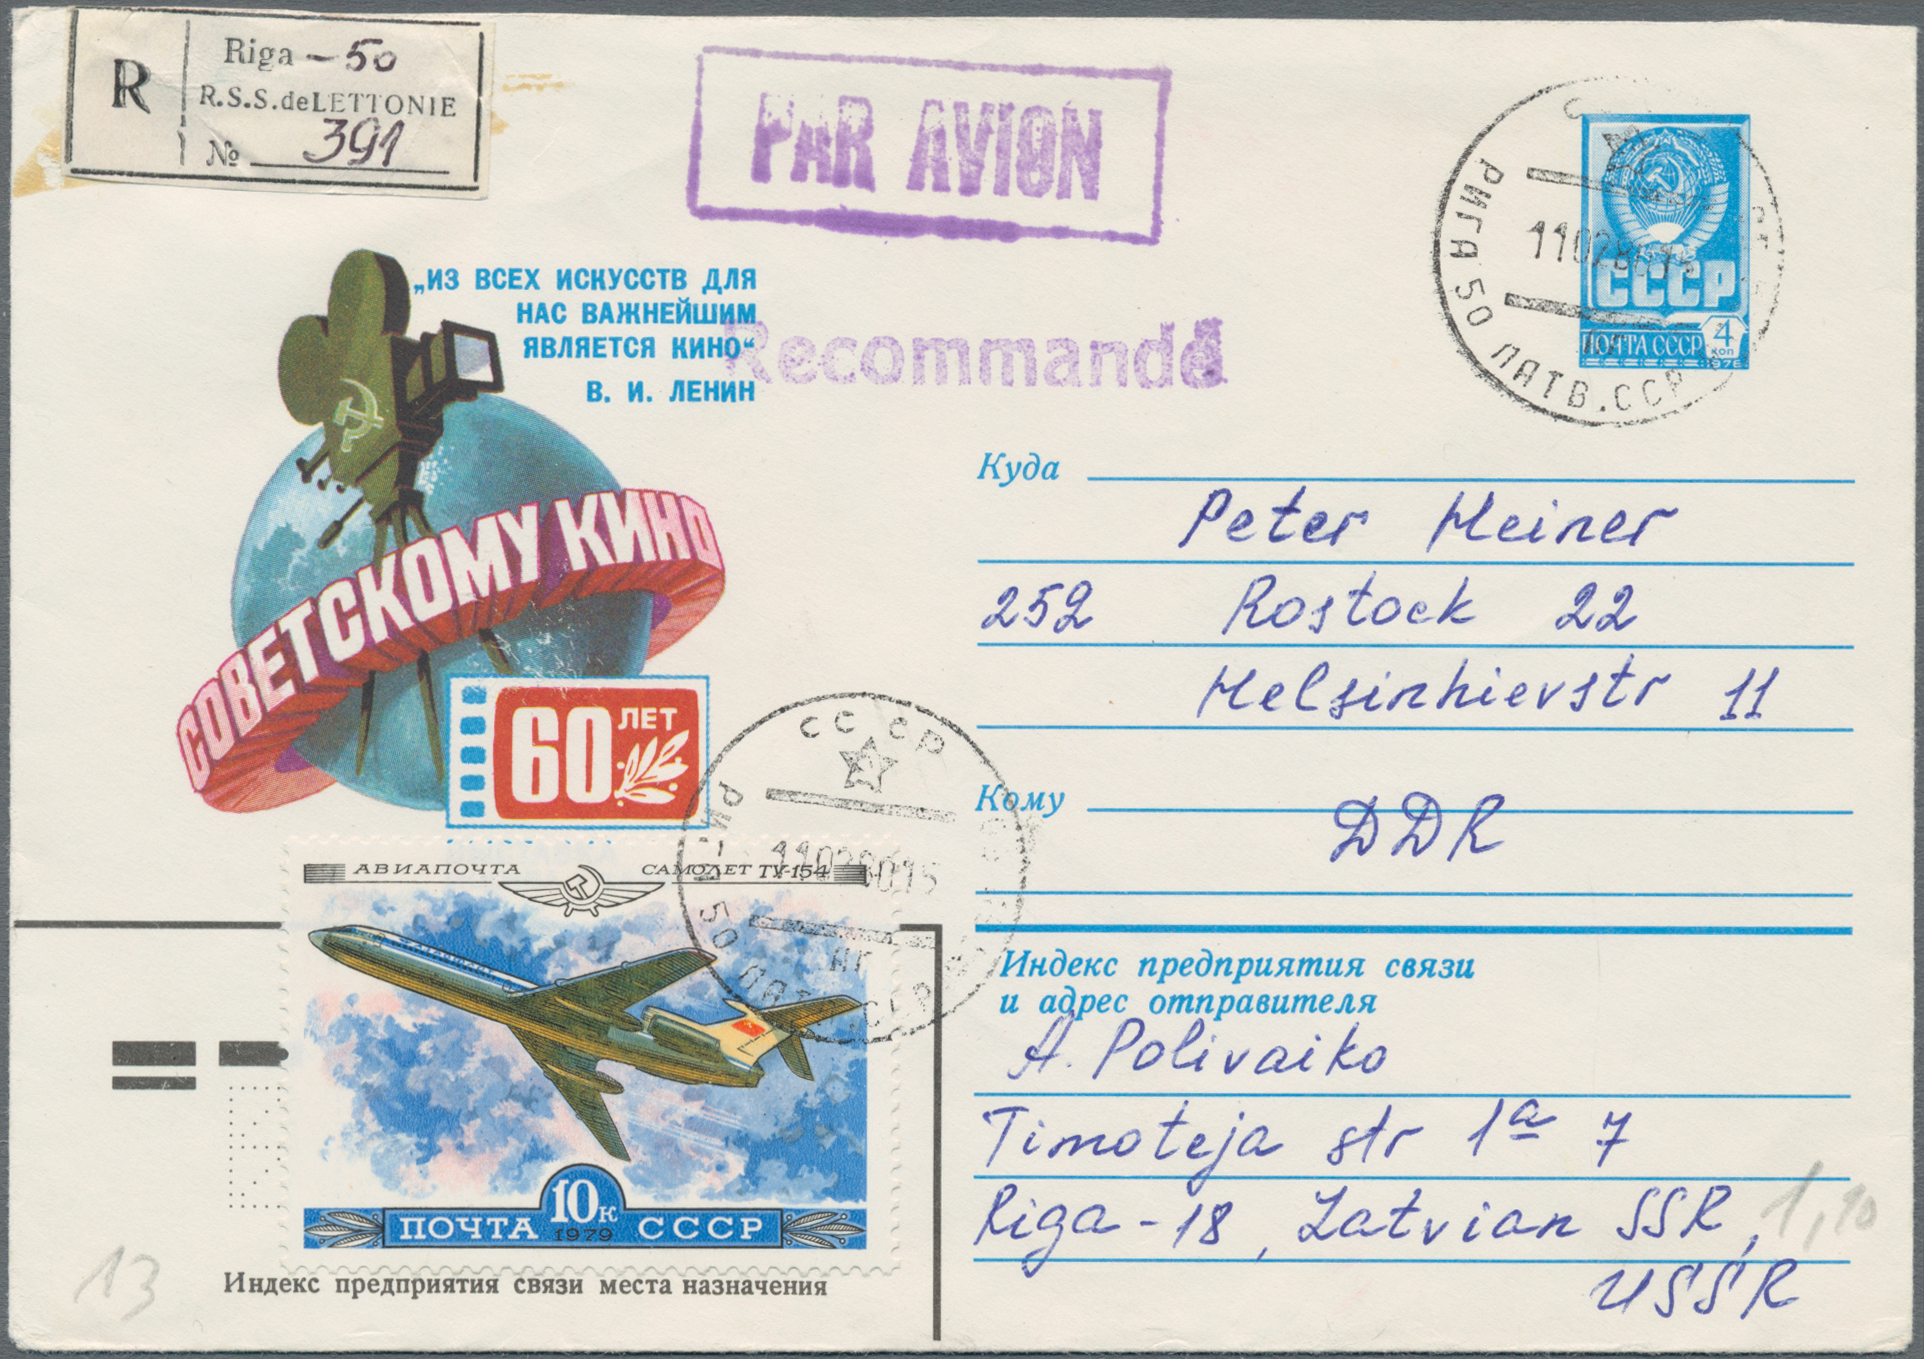 R
Riga - 50
R.S.S.deLETTONIE
№ 391
PAR AVION
Recommandé
„ИЗ ВСЕХ ИСКУССТВ ДЛЯ
НАС ВАЖНЕЙШИМ
ЯВЛЯЕТСЯ КИНО“
В. И. ЛЕНИН
СОВЕТСКОМУ КИНО
60 ЛЕТ
СССР
4
КОП
ПОЧТА СССР
РИГА 50 ЛАТВ.ССР
Куда
Peter Heiner
252 Rostock 22
Helsinkierstr 11
Кому
DDR
СССР
50
АВИАПОЧТА САМОЛЕТ ТУ-154
10к
ПОЧТА 1979 СССР
Индекс предприятия связи места назначения
Индекс предприятия связи
и адрес отправителя
A. Polivaiko
Timoteja str 1a 7
Riga - 18, Latvian SSR,
USSR
1,10
13